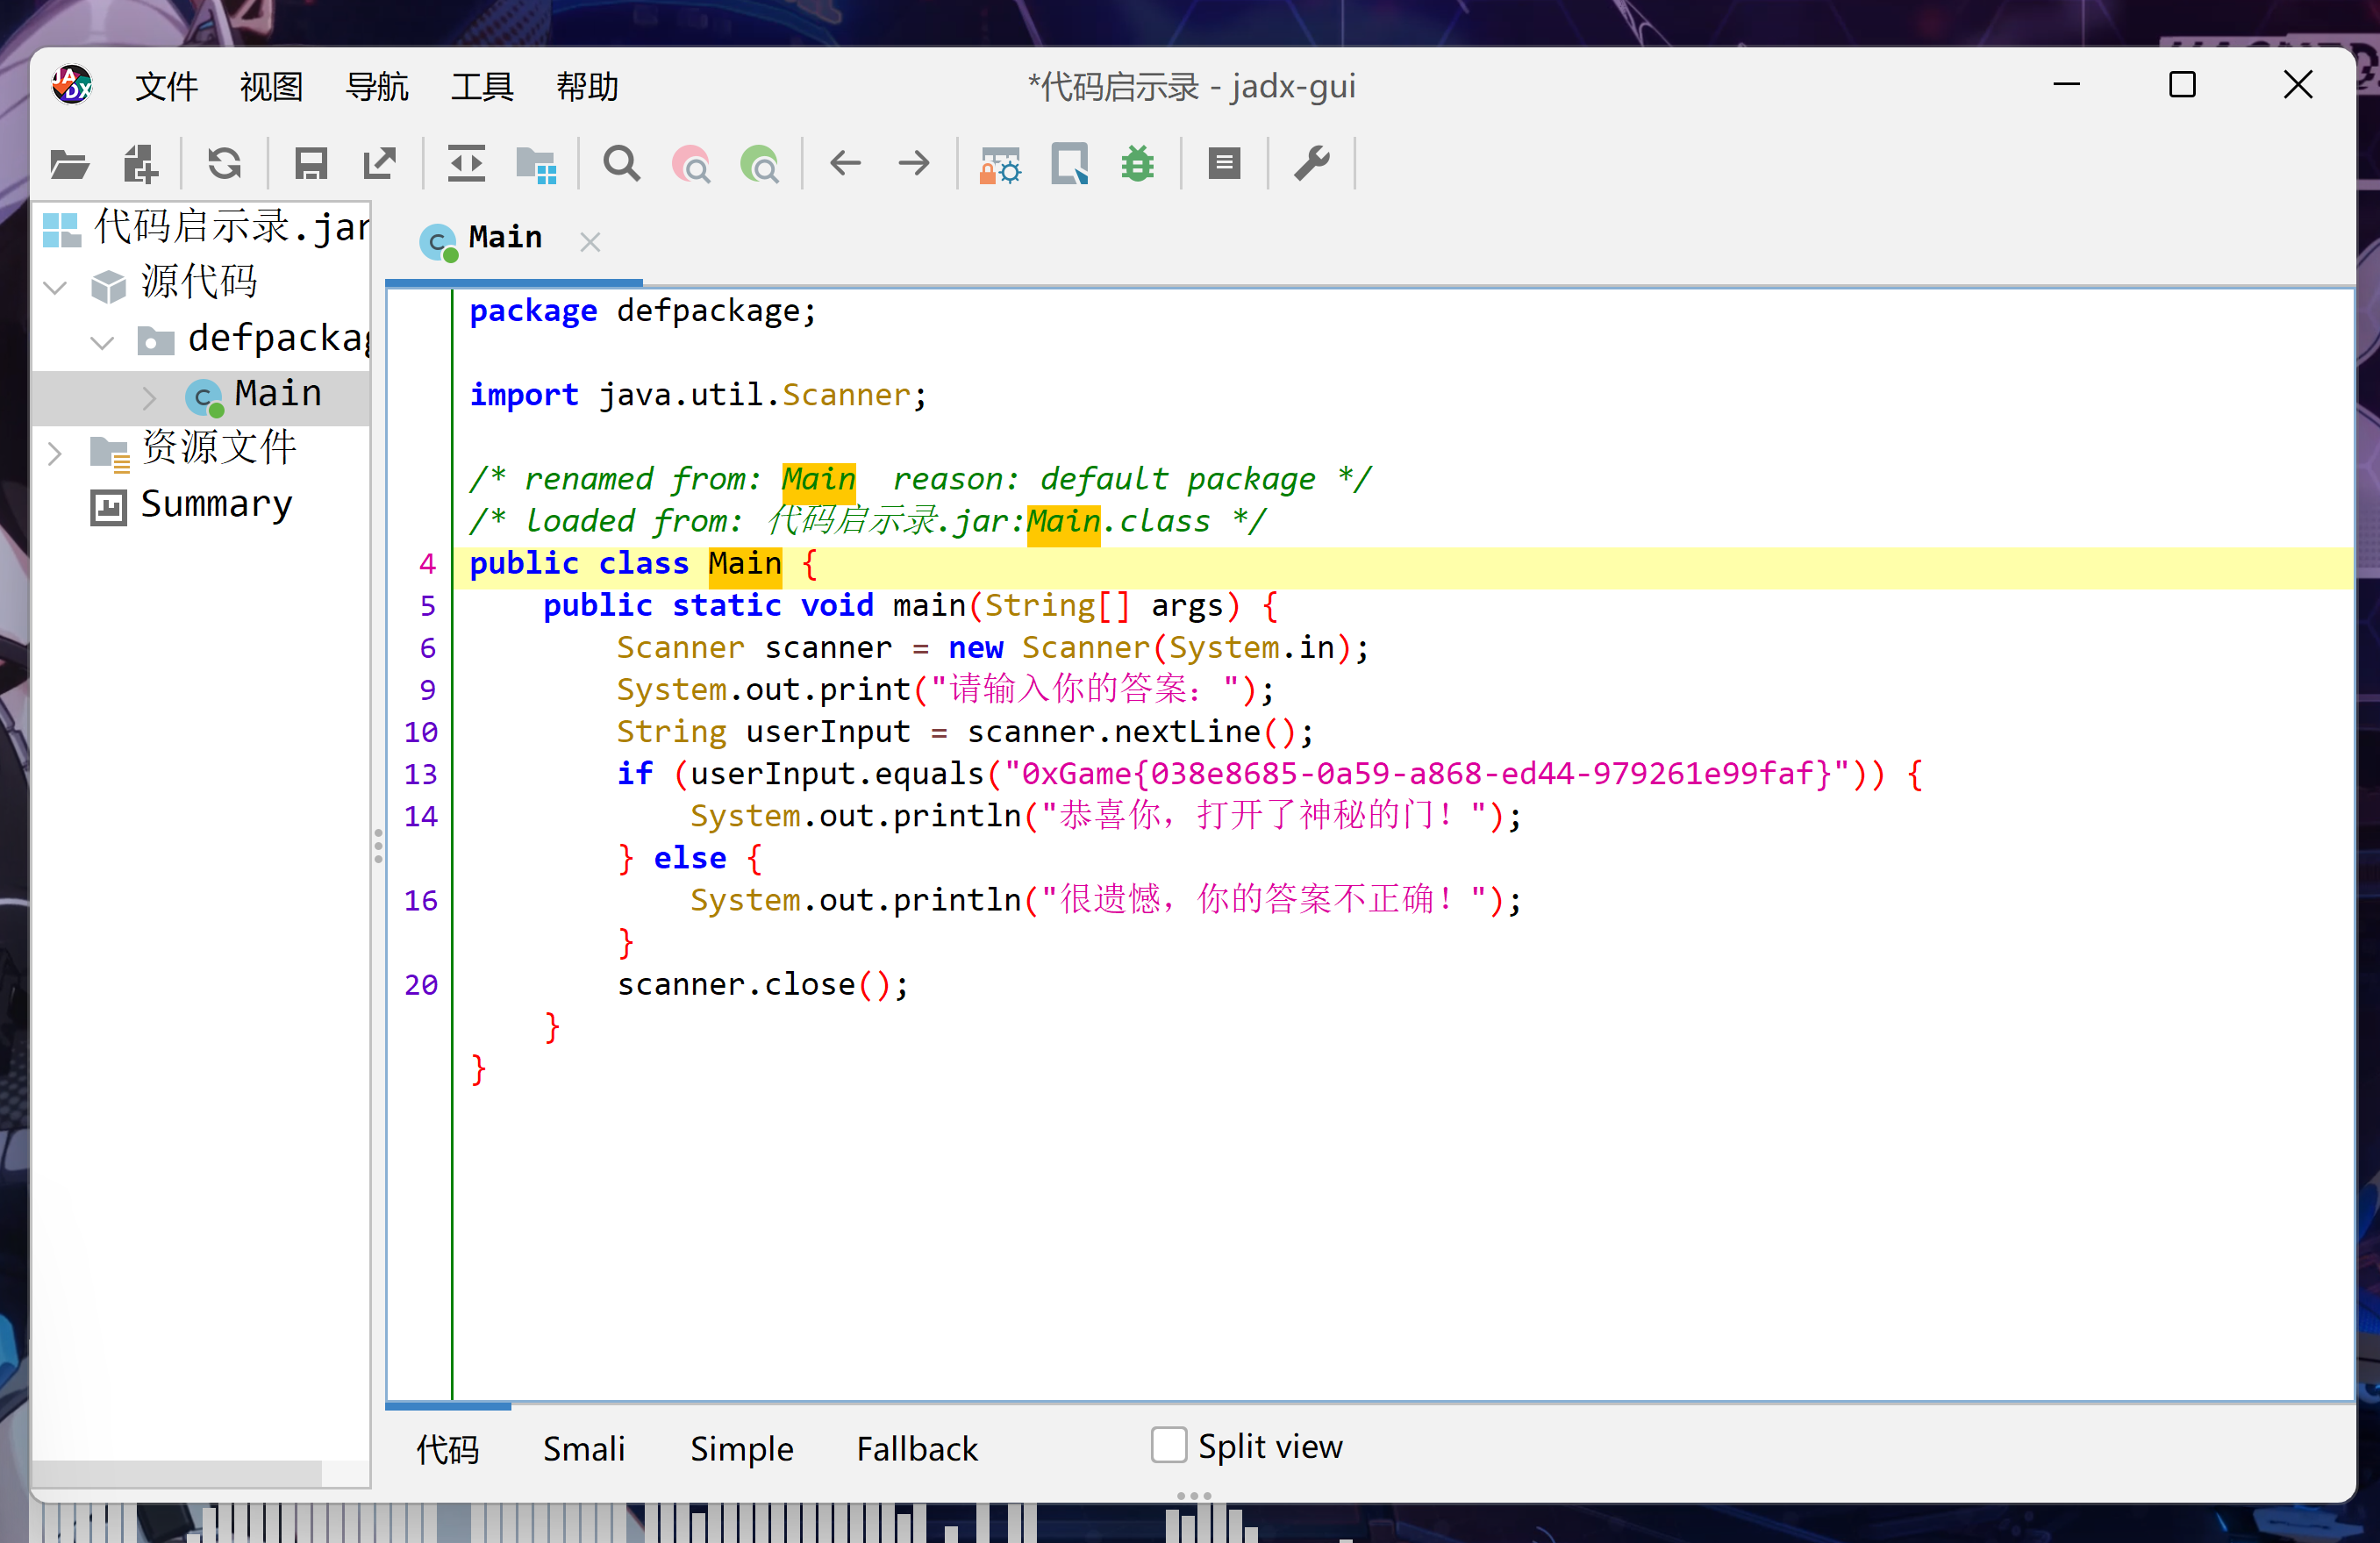 文件 视图 导航 工具 帮助
*代码启示录 - jadx-gui
代码启示录.jar
源代码
defpackag
Main
资源文件
Summary
Main
package defpackage;
import java.util.Scanner;
/* renamed from: Main  reason: default package */
/* loaded from: 代码启示录.jar:Main.class */
4 public class Main {
5 public static void main(String[] args) {
6 Scanner scanner = new Scanner(System.in);
9 System.out.print("请输入你的答案：");
10 String userInput = scanner.nextLine();
13 if (userInput.equals("0xGame{038e8685-0a59-a868-ed44-979261e99faf}")) {
14 System.out.println("恭喜你，打开了神秘的门！");
} else {
16 System.out.println("很遗憾，你的答案不正确！");
}
20 scanner.close();
}
}
代码 Smali Simple Fallback Split view